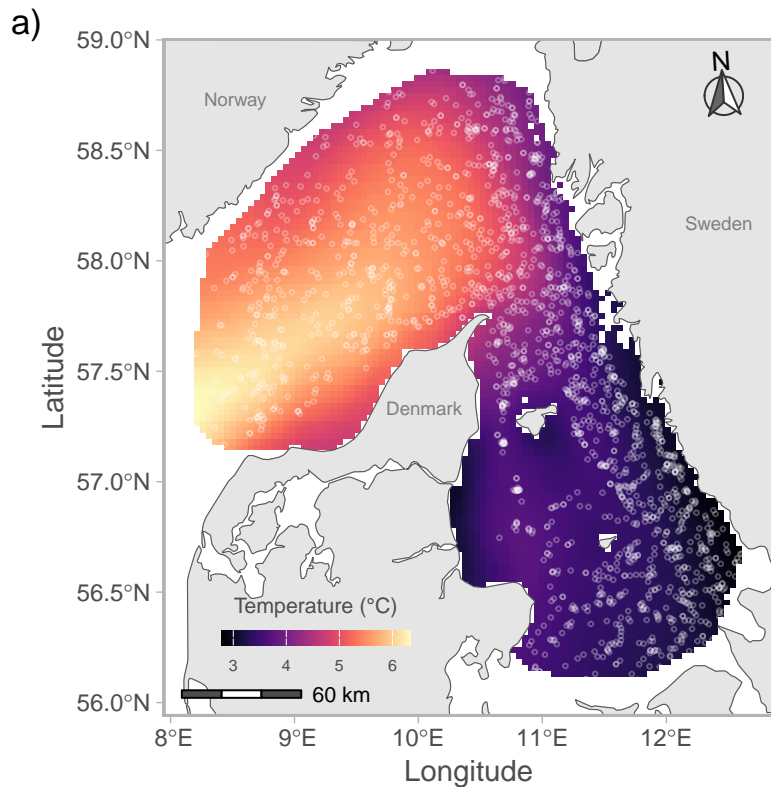 a)
59.0°N
58.5°N
58.0°N
57.5°N
57.0°N
56.5°N
56.0°N
Latitude
N
Norway
Sweden
Denmark
Temperature (°C)
3 4 5 6
60 km
8°E 9°E 10°E 11°E 12°E
Longitude